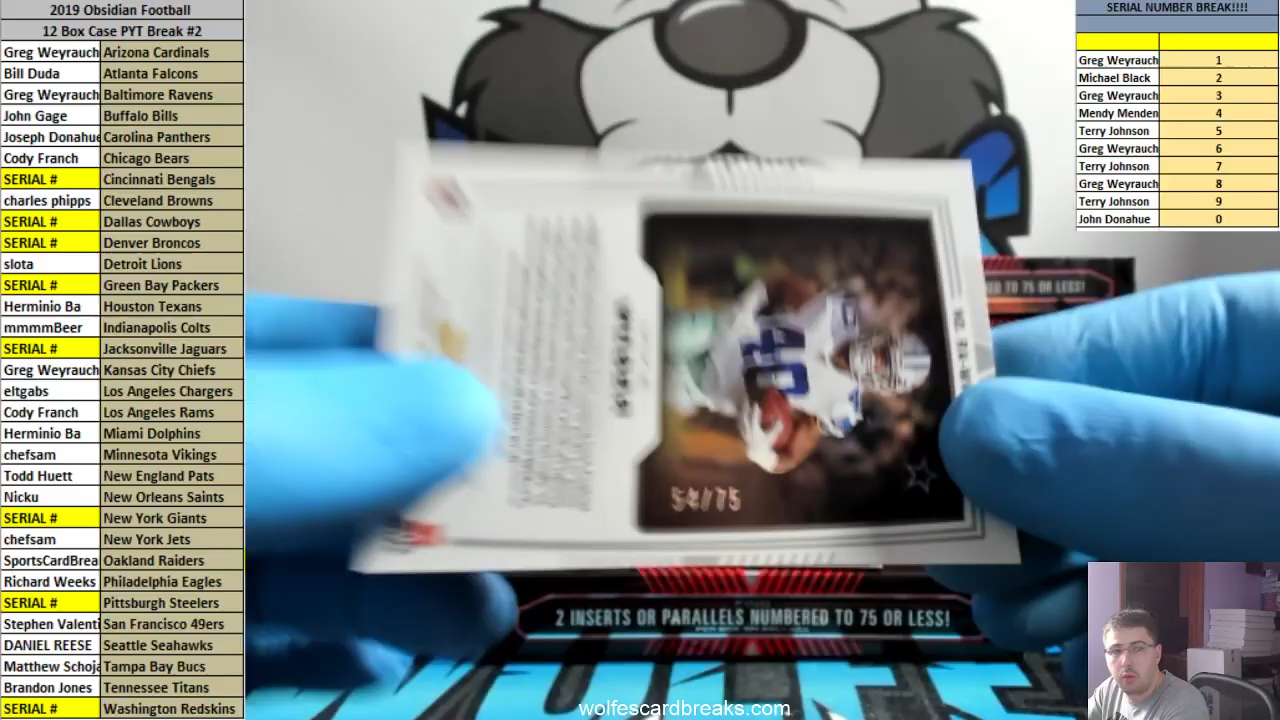 2019 Obsidian Football
12 Box Case PYT Break #2
Greg Weyrauch Arizona Cardinals
Bill Duda Atlanta Falcons
Greg Weyrauch Baltimore Ravens
John Gage Buffalo Bills
Joseph Donahue Carolina Panthers
Cody Franch Chicago Bears
SERIAL # Cincinnati Bengals
charles phipps Cleveland Browns
SERIAL # Dallas Cowboys
SERIAL # Denver Broncos
slota Detroit Lions
SERIAL # Green Bay Packers
Herminio Ba Houston Texans
mmmmBeer Indianapolis Colts
SERIAL # Jacksonville Jaguars
Greg Weyrauch Kansas City Chiefs
eltgabs Los Angeles Chargers
Cody Franch Los Angeles Rams
Herminio Ba Miami Dolphins
chefsam Minnesota Vikings
Todd Huett New England Pats
Nicku New Orleans Saints
SERIAL # New York Giants
chefsam New York Jets
SportsCardBrea Oakland Raiders
Richard Weeks Philadelphia Eagles
SERIAL # Pittsburgh Steelers
Stephen Valenti San Francisco 49ers
DANIEL REESE Seattle Seahawks
Matthew Schoja Tampa Bay Bucs
Brandon Jones Tennessee Titans
SERIAL # Washington Redskins
SERIAL NUMBER BREAK!!!!
Greg Weyrauch 1
Michael Black 2
Greg Weyrauch 3
Mendy Menden 4
Terry Johnson 5
Greg Weyrauch 6
Terry Johnson 7
Greg Weyrauch 8
Terry Johnson 9
John Donahue 0
ED TO 75 OR LESS!
40
54/75
2 INSERTS OR PARALLELS NUMBERED TO 75 OR LESS!
wolfescardbreaks.com